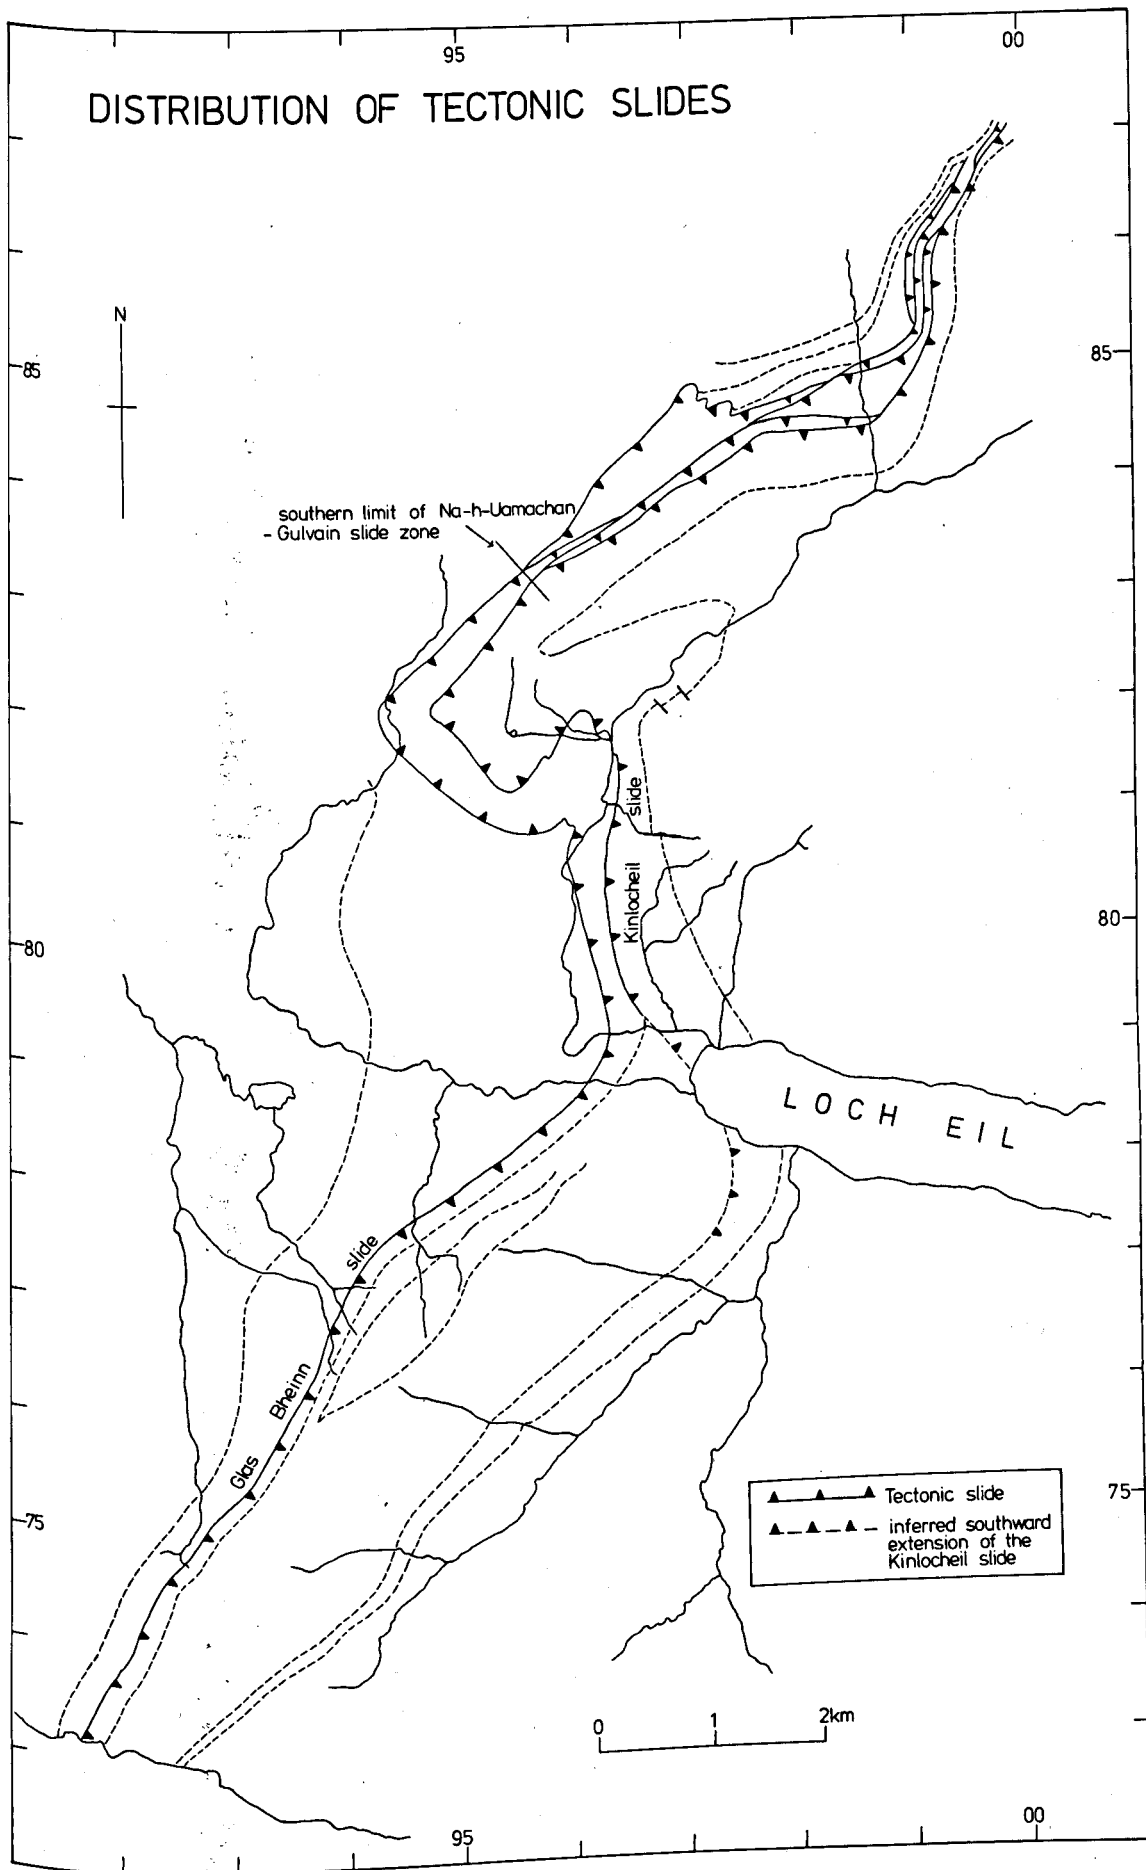 95
00
DISTRIBUTION OF TECTONIC SLIDES
N
85
85
southern limit of Na-h-Uamachan
- Gulvain slide zone
slide
Kinlocheil
80
80
LOCH EIL
slide
Bheinn
Glas
75
75
Tectonic slide
inferred southward
extension of the
Kinlocheil slide
0 1 2km
95
00